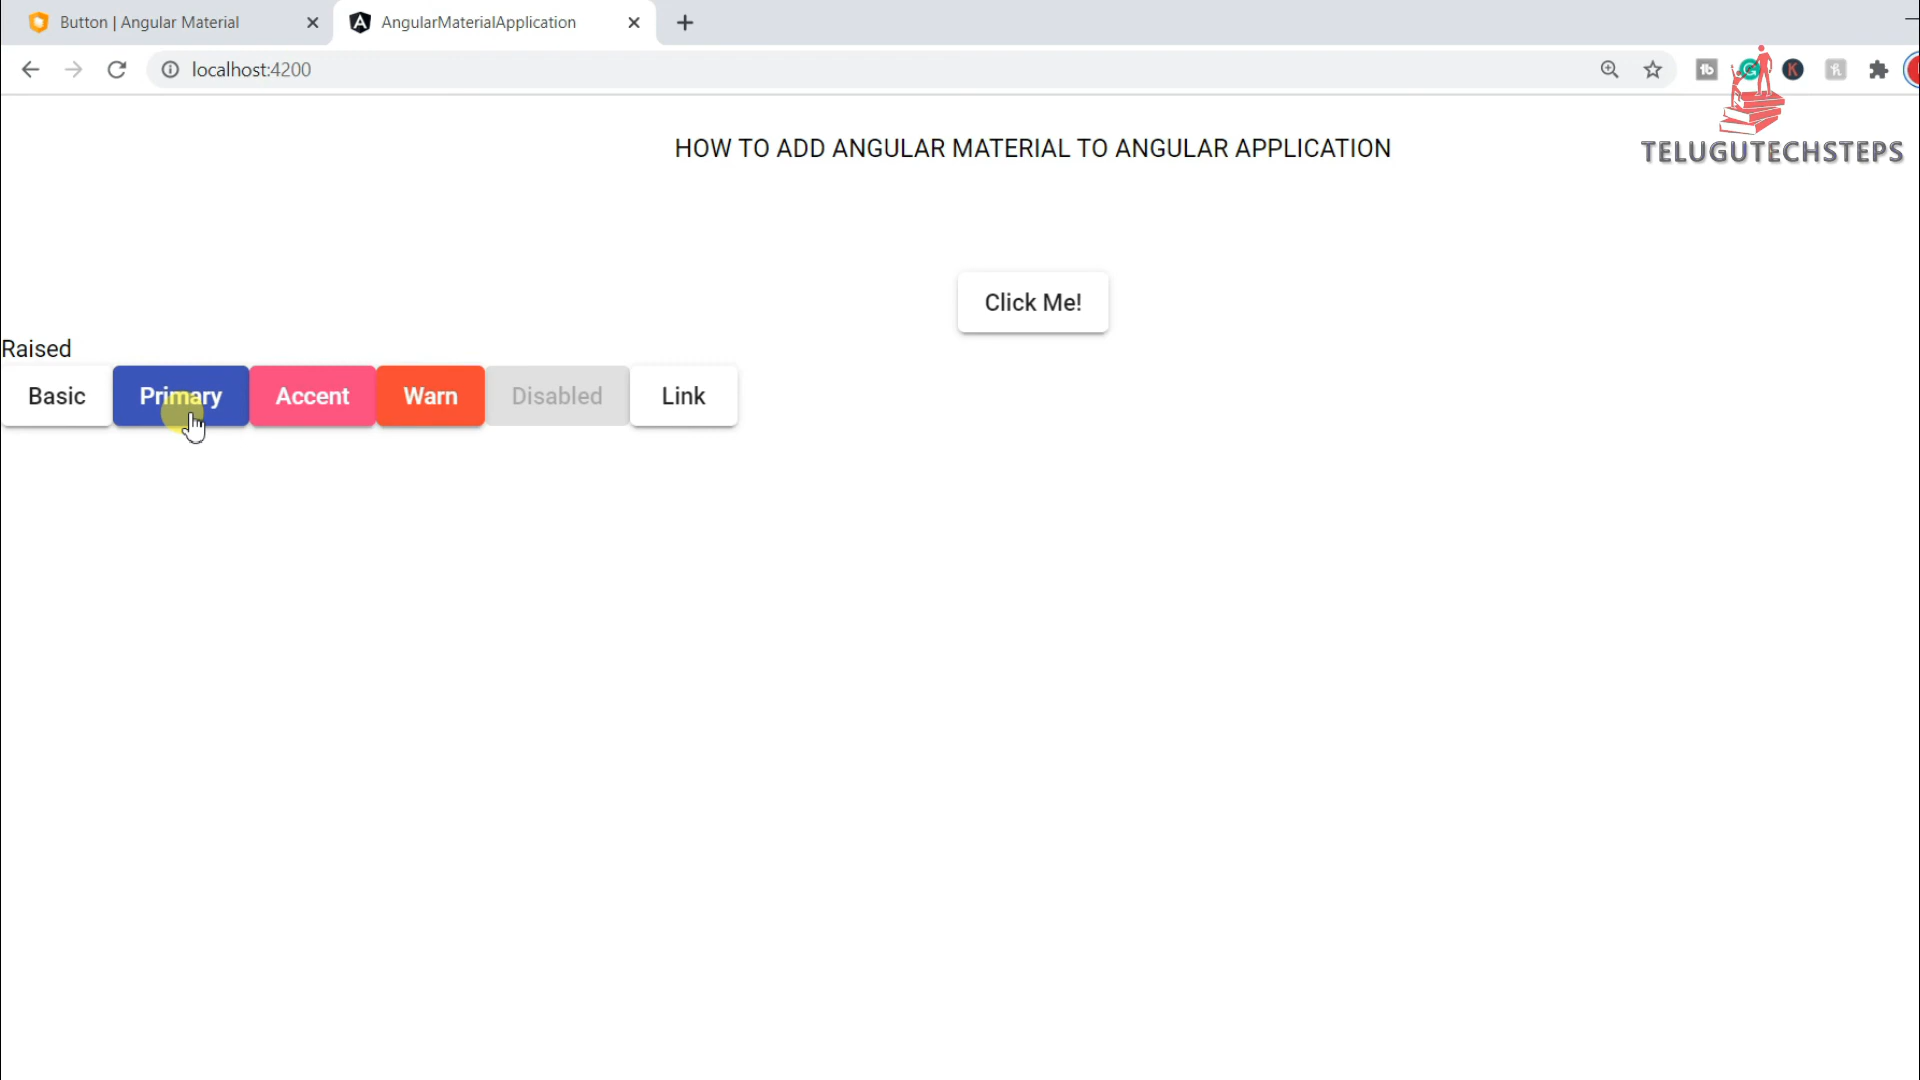 Button | Angular Material
AngularMaterialApplication
localhost:4200
HOW TO ADD ANGULAR MATERIAL TO ANGULAR APPLICATION
TELUGUTECHSTEPS
Click Me!
Raised
Basic Primary Accent Warn Disabled Link